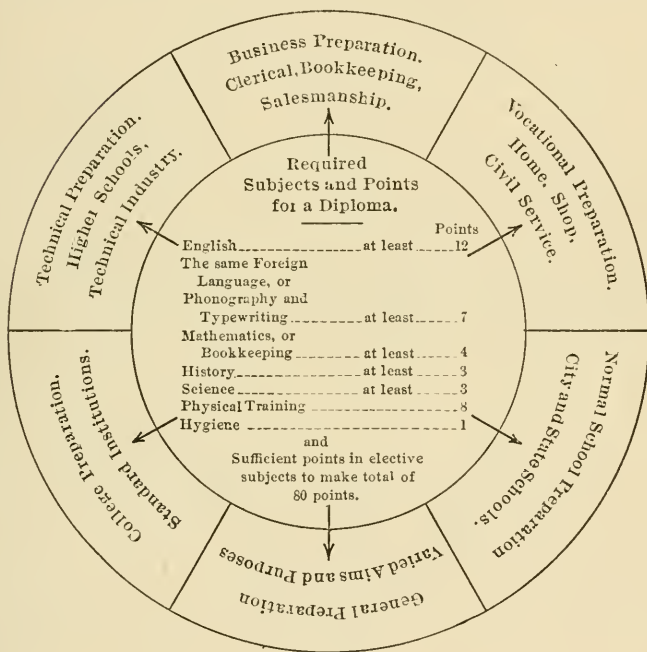 Business Preparation.
Clerical, Bookkeeping,
Salesmanship.
Vocational Preparation.
Home, Shop,
Civil Service.
Normal School Preparation
City and State Schools.
General Preparation
Varied Aims and Purposes
College Preparation.
Standard Institutions.
Technical Preparation.
Higher Schools,
Technical Industry.
Required
Subjects and Points
for a Diploma.
Points
English at least 12
The same Foreign
Language, or
Phonography and
Typewriting at least 7
Mathematics, or
Bookkeeping at least 4
History at least 3
Science at least 3
Physical Training 8
Hygiene 1
and
Sufficient points in elective
subjects to make total of
80 points.